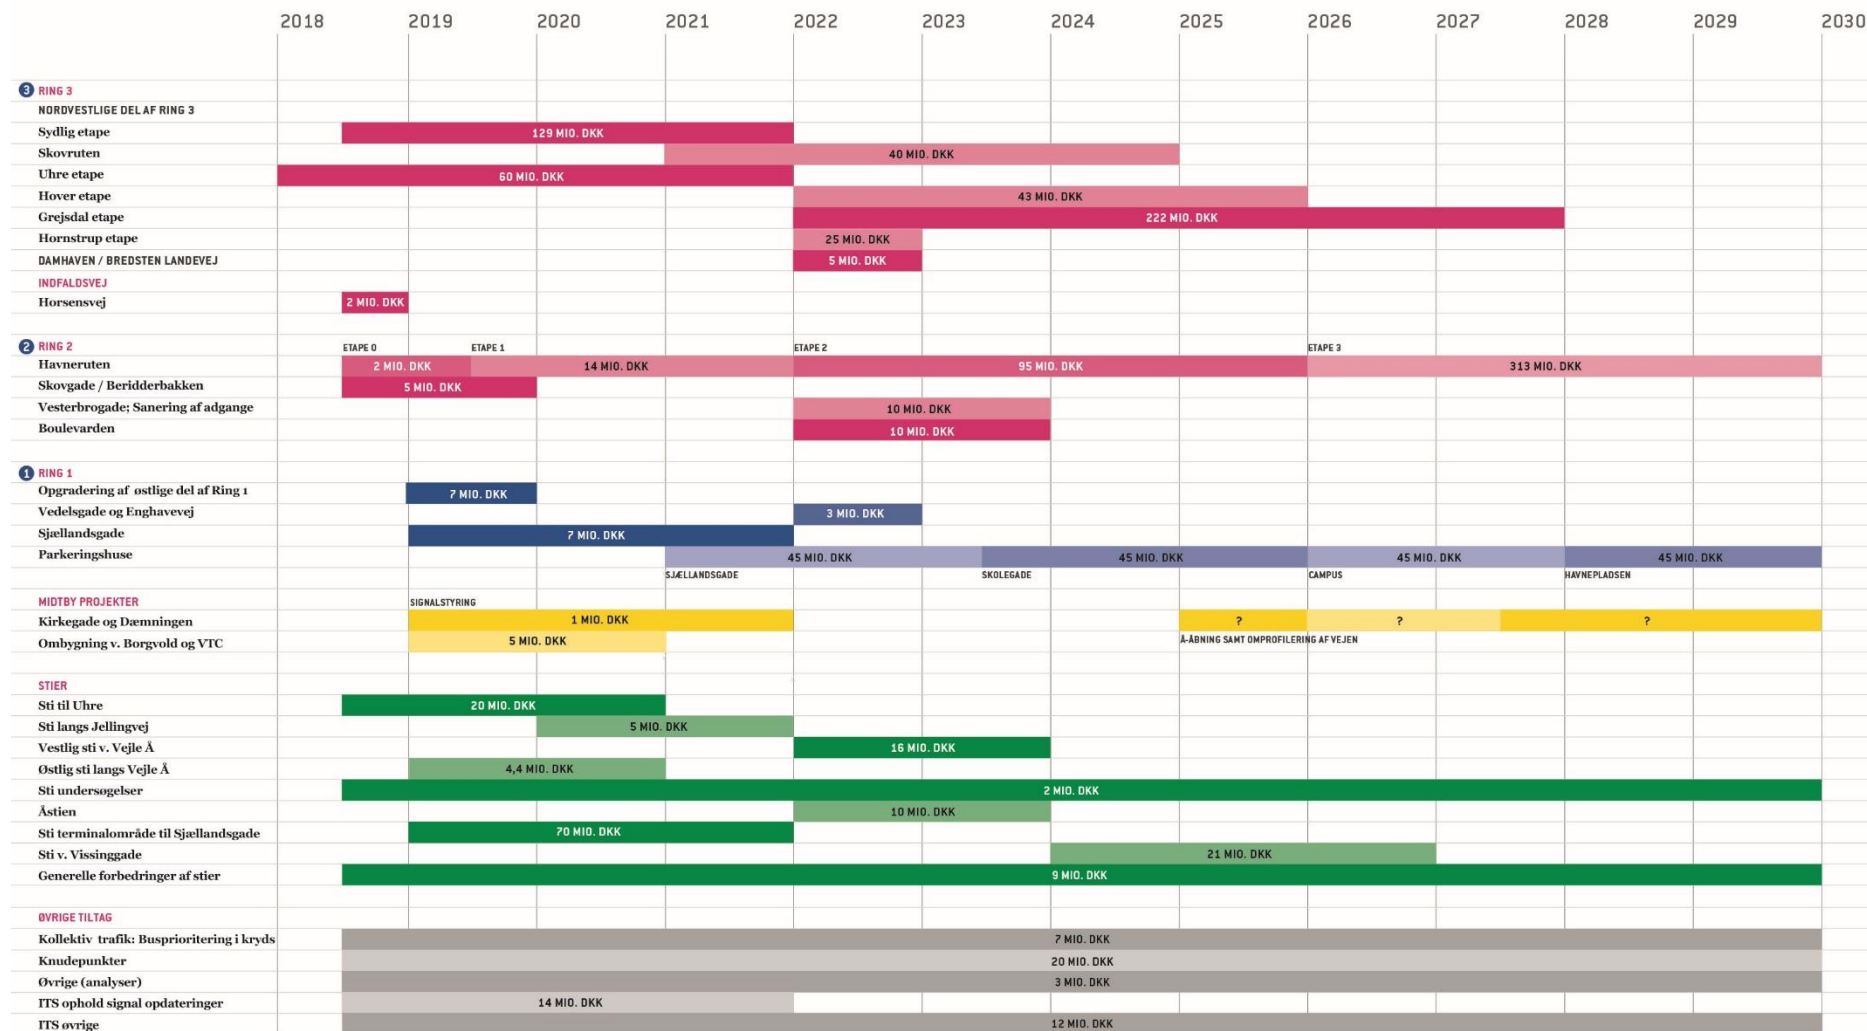 2018 2019 2020 2021 2022 2023 2024 2025 2026 2027 2028 2029 2030
3 RING 3
NORDVESTLIGE DEL AF RING 3
Sydlig etape 129 MIO. DKK
Skovruten 40 MIO. DKK
Uhre etape 60 MIO. DKK
Hover etape 43 MIO. DKK
Grejsdal etape 222 MIO. DKK
Hornstrup etape 25 MIO. DKK
DAMHAVEN / BREDSTEN LANDEVEJ 5 MIO. DKK
INDFALDSVEJ
Horsensvej 2 MIO. DKK
2 RING 2 ETAPE 0 ETAPE 1 ETAPE 2 ETAPE 3
Havneruten 2 MIO. DKK 14 MIO. DKK 95 MIO. DKK 313 MIO. DKK
Skovgade / Beridderbakken 5 MIO. DKK
Vesterbrogade; Sanering af adgange 10 MIO. DKK
Boulevarden 10 MIO. DKK
1 RING 1
Opgradering af østlige del af Ring 1 7 MIO. DKK
Vedelsgade og Enghavevej 3 MIO. DKK
Sjællandsgade 7 MIO. DKK
Parkeringshuse 45 MIO. DKK 45 MIO. DKK 45 MIO. DKK 45 MIO. DKK
SJÆLLANDSGADE SKOLEGADE CAMPUS HAVNEPLADSEN
MIDTBY PROJEKTER SIGNALSTYRING
Kirkegade og Dæmningen 1 MIO. DKK ? ? ?
Ombygning v. Borgvold og VTC 5 MIO. DKK Å-ÅBNING SAMT OMPROFILERING AF VEJEN
STIER
Sti til Uhre 20 MIO. DKK
Sti langs Jellingvej 5 MIO. DKK
Vestlig sti v. Vejle Å 16 MIO. DKK
Østlig sti langs Vejle Å 4,4 MIO. DKK
Sti undersøgelser 2 MIO. DKK
Åstien 10 MIO. DKK
Sti terminalområde til Sjællandsgade 70 MIO. DKK
Sti v. Vissinggade 21 MIO. DKK
Generelle forbedringer af stier 9 MIO. DKK
ØVRIGE TILTAG
Kollektiv trafik: Busprioritering i kryds 7 MIO. DKK
Knudepunkter 20 MIO. DKK
Øvrige (analyser) 3 MIO. DKK
ITS ophold signal opdateringer 14 MIO. DKK
ITS øvrige 12 MIO. DKK